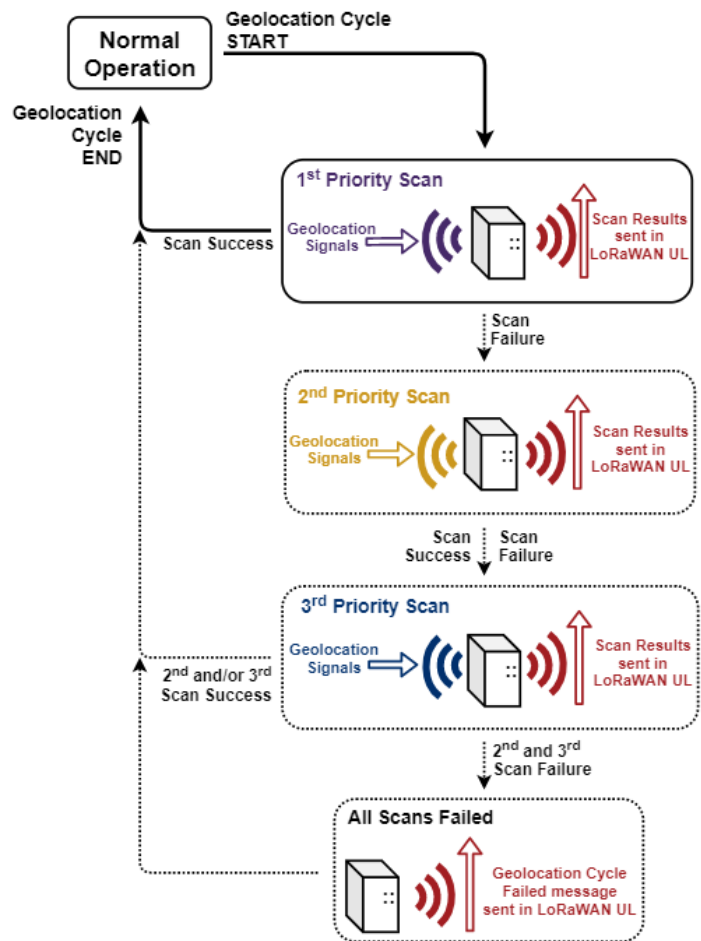 Normal
Operation
Geolocation Cycle
START
Geolocation
Cycle
END
1st Priority Scan
Geolocation
Signals
Scan Results
sent in
LoRaWAN UL
Scan Success
Scan
Failure
2nd Priority Scan
Geolocation
Signals
Scan Results
sent in
LoRaWAN UL
Scan
Success
Scan
Failure
3rd Priority Scan
Geolocation
Signals
Scan Results
sent in
LoRaWAN UL
2nd and/or 3rd
Scan Success
2nd and 3rd
Scan Failure
All Scans Failed
Geolocation Cycle
Failed message
sent in LoRaWAN UL